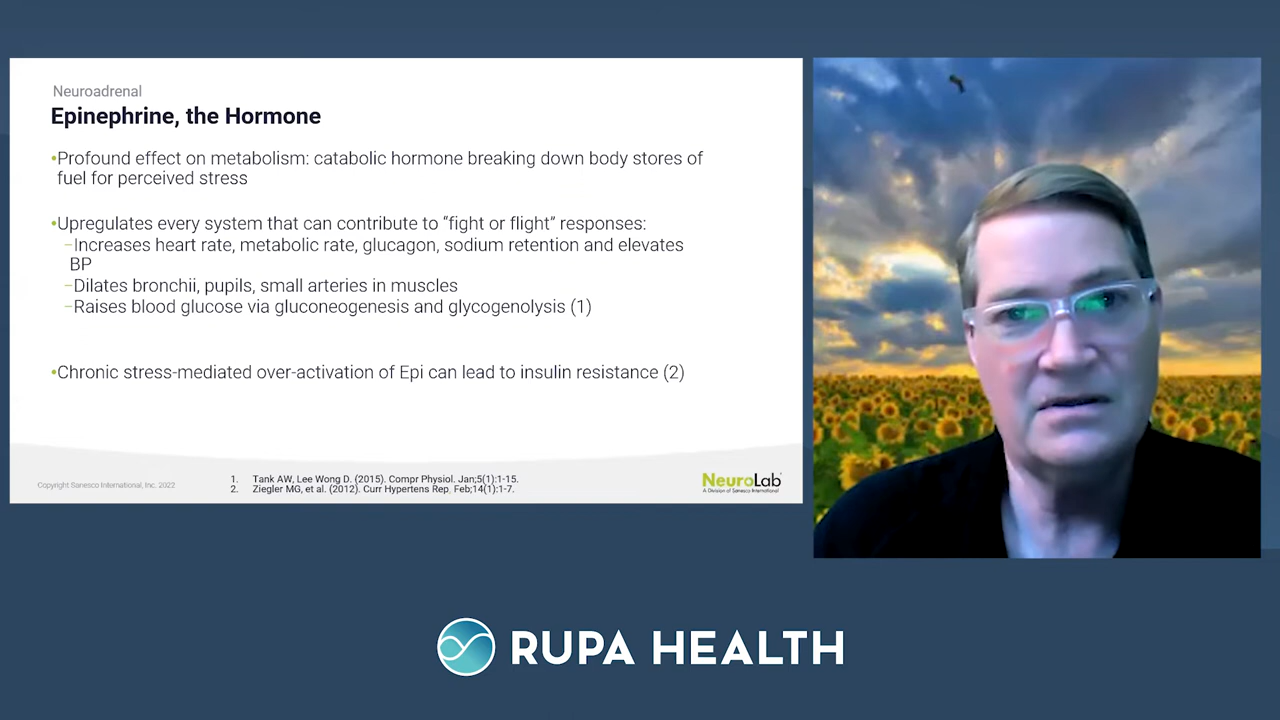 Neuroadrenal
Epinephrine, the Hormone
•Profound effect on metabolism: catabolic hormone breaking down body stores of
fuel for perceived stress
•Upregulates every system that can contribute to “fight or flight” responses:
–Increases heart rate, metabolic rate, glucagon, sodium retention and elevates
BP
–Dilates bronchii, pupils, small arteries in muscles
–Raises blood glucose via gluconeogenesis and glycogenolysis (1)
•Chronic stress-mediated over-activation of Epi can lead to insulin resistance (2)
Copyright Sanesco International, Inc. 2022
1. Tank AW, Lee Wong D. (2015). Compr Physiol. Jan;5(1):1-15.
2. Ziegler MG, et al. (2012). Curr Hypertens Rep. Feb;14(1):1-7.
NeuroLab
A Division of Sanesco International
RUPA HEALTH